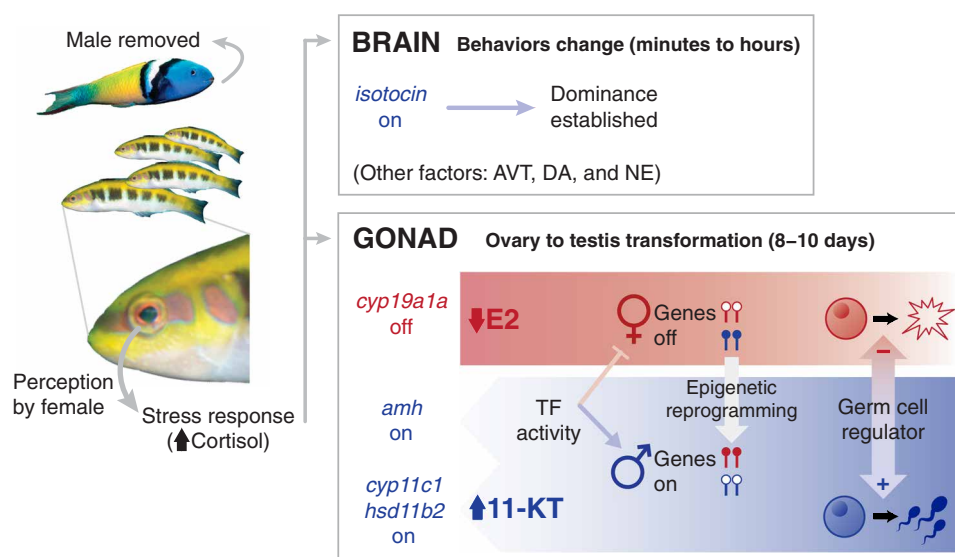 Male removed
Perception
by female
Stress response
(⬆Cortisol)
BRAIN Behaviors change (minutes to hours)
isotocin
on
Dominance
established
(Other factors: AVT, DA, and NE)
GONAD Ovary to testis transformation (8–10 days)
cyp19a1a
off
⬇E2
Genes
off
–
amh
on
TF
activity
Epigenetic
reprogramming
Germ cell
regulator
cyp11c1
hsd11b2
on
⬆11-KT
Genes
on
+